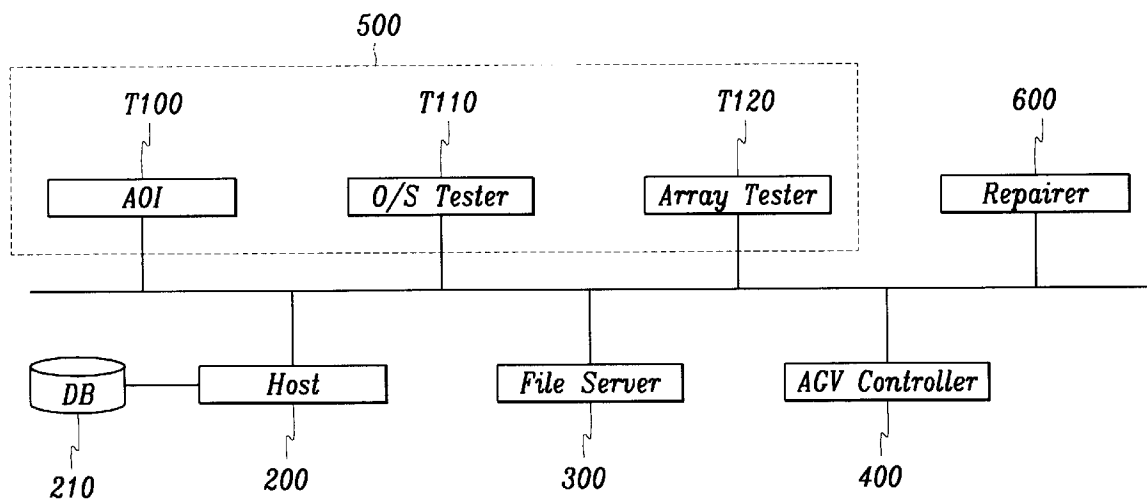 500
T100
T110
T120
600
AOI
O/S Tester
Array Tester
Repairer
DB
Host
File Server
AGV Controller
210
200
300
400